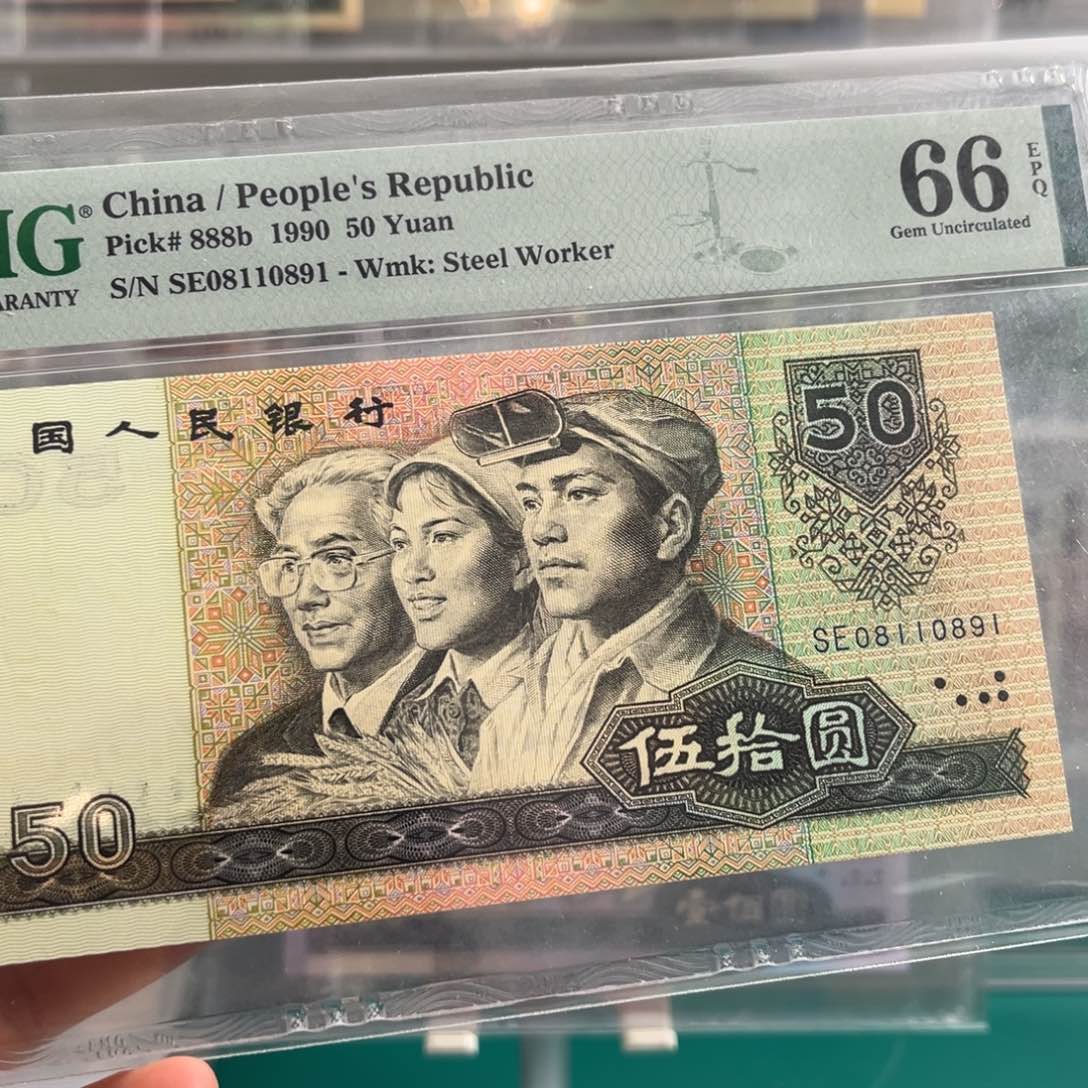 MG® China / People's Republic
Pick# 888b 1990 50 Yuan
S/N SE08110891 - Wmk: Steel Worker
66
EPQ
Gem Uncirculated
国人民银行
50
SE08110891
伍拾圆
50